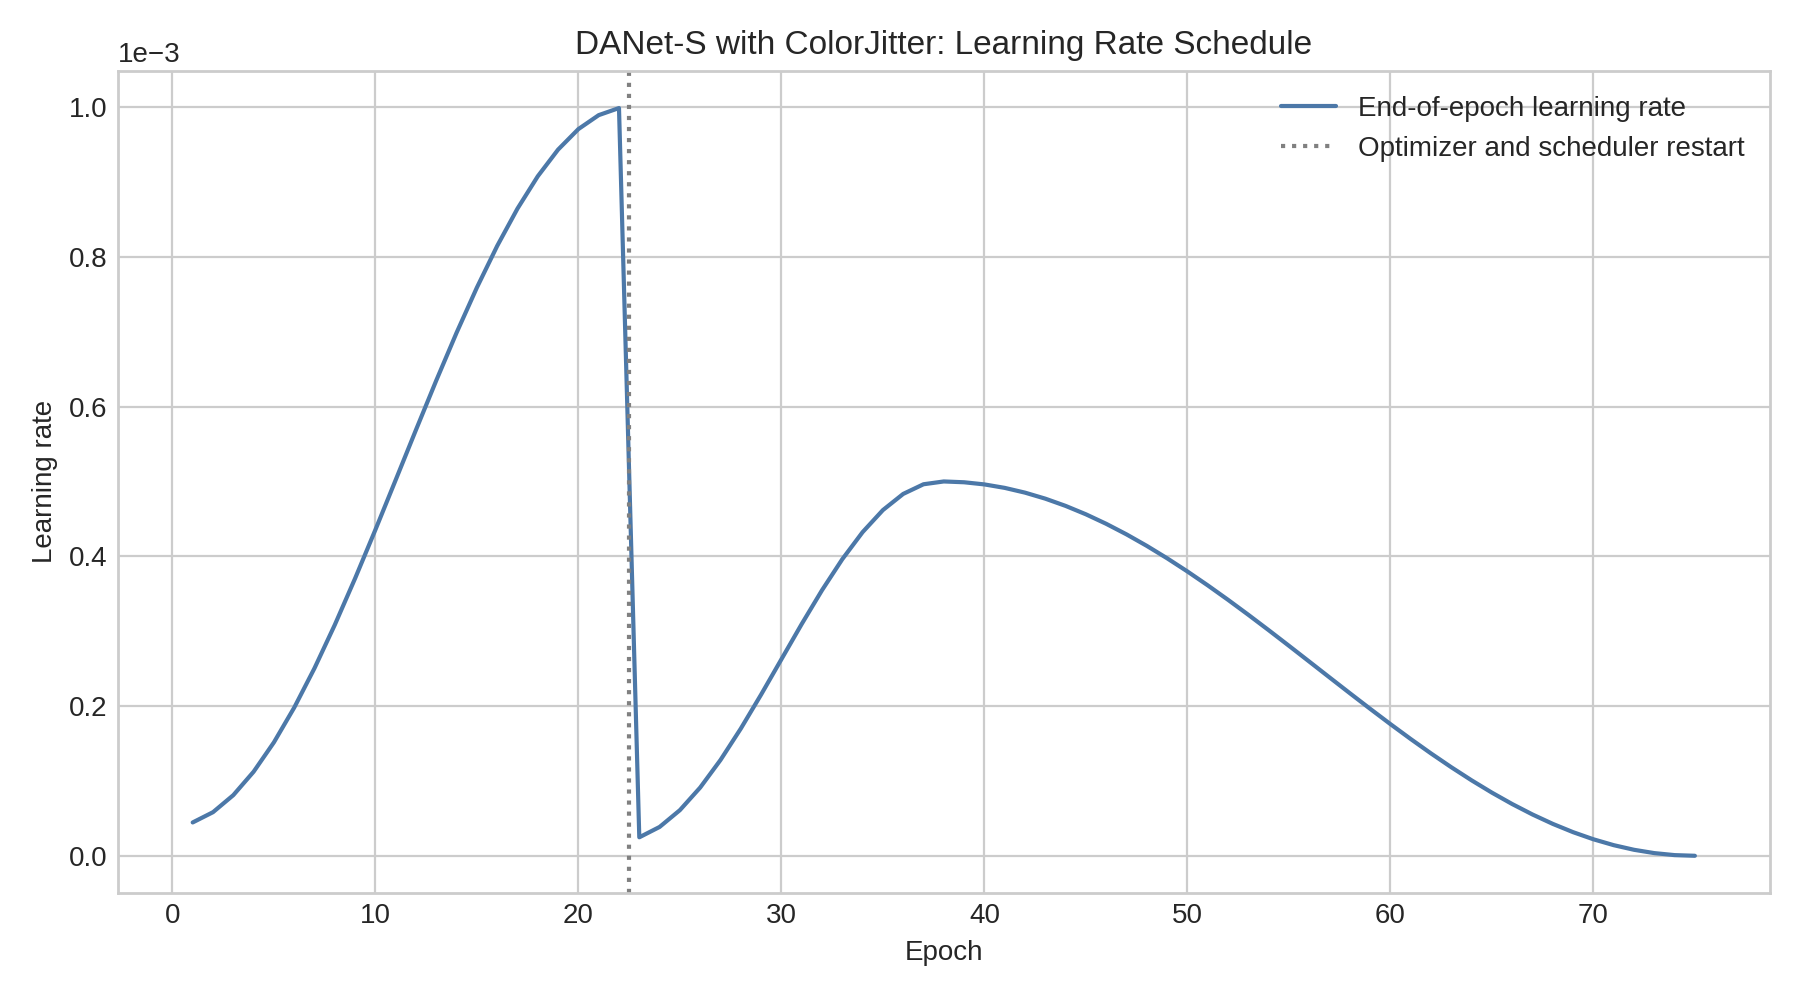 DANet-S with ColorJitter: Learning Rate Schedule
1e−3
End-of-epoch learning rate
Optimizer and scheduler restart
1.0
0.8
0.6
0.4
0.2
0.0
Learning rate
0 10 20 30 40 50 60 70
Epoch